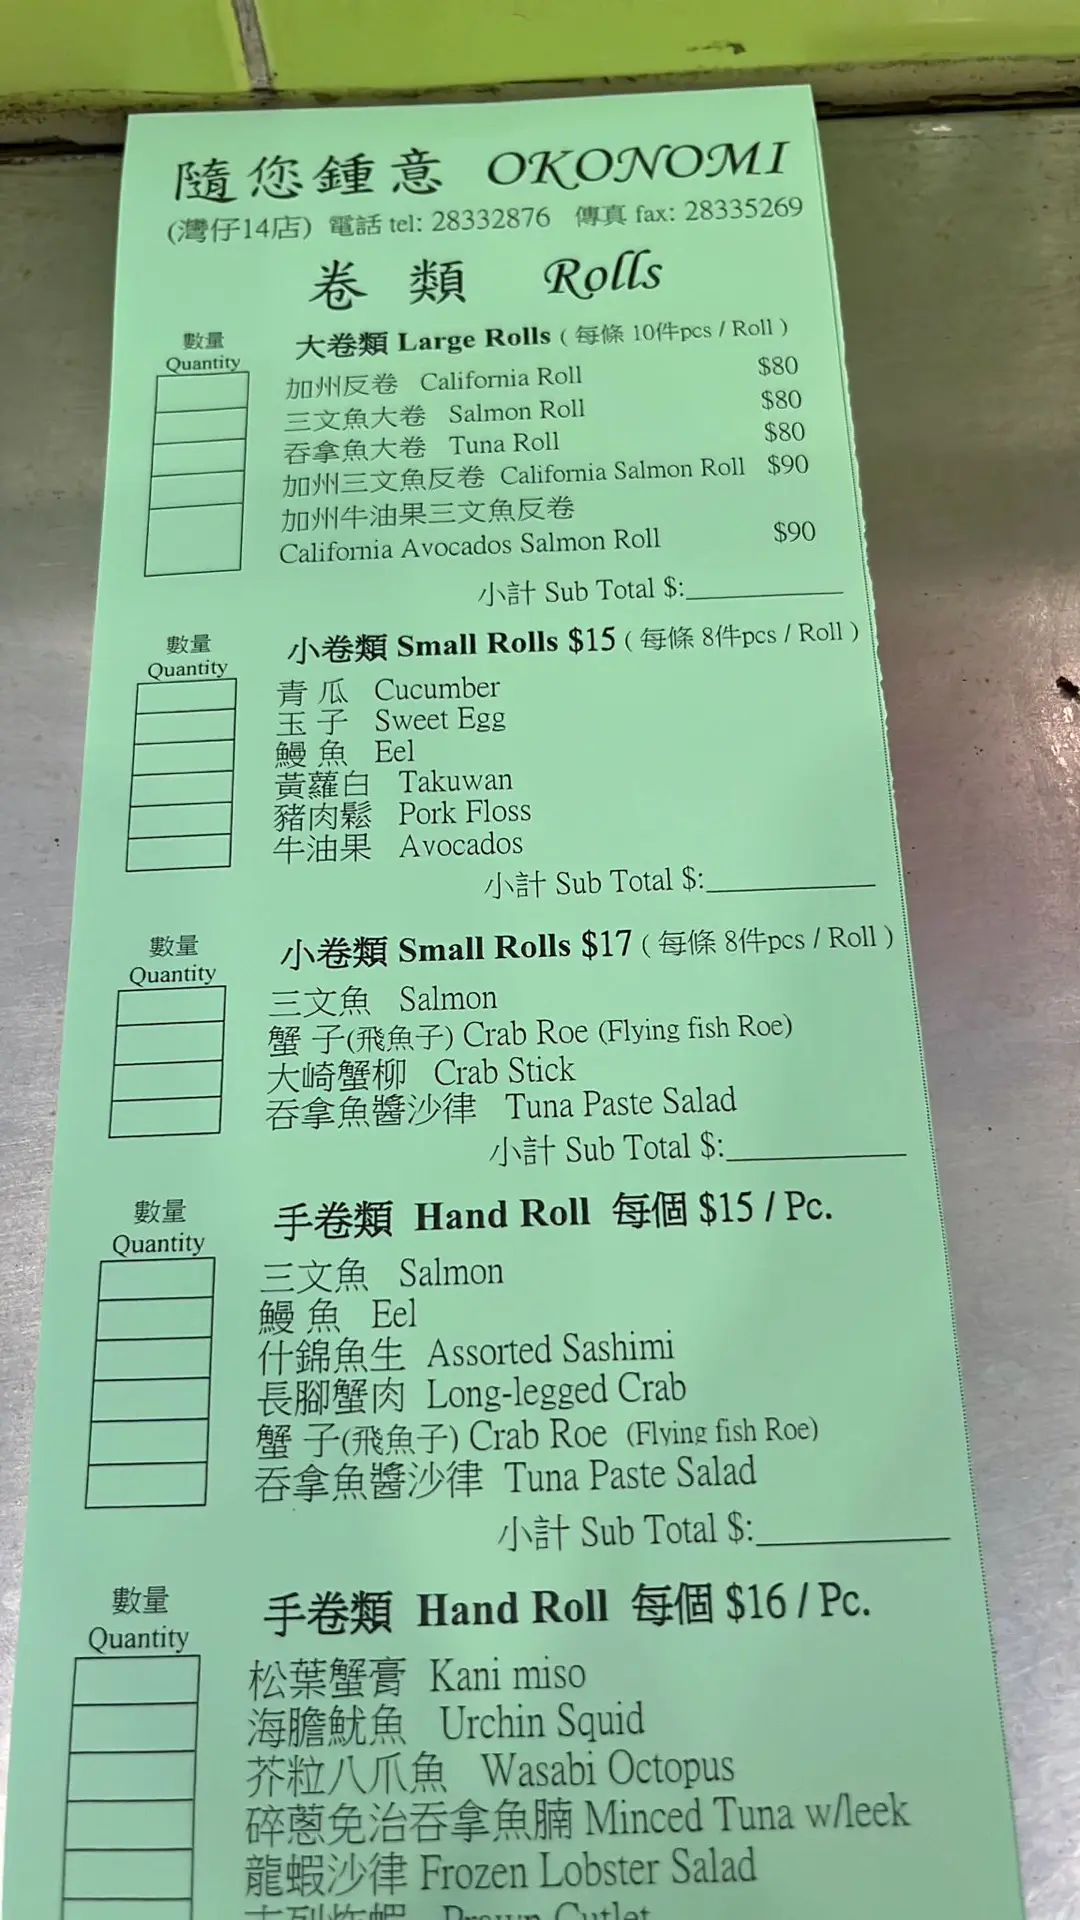 隨您鍾意 OKONOMI
(灣仔14店) 電話 tel: 28332876 傳真 fax: 28335269
卷類 Rolls
數量
Quantity
大卷類 Large Rolls ( 每條 10件pcs / Roll )
加州反卷 California Roll $80
三文魚大卷 Salmon Roll $80
吞拿魚大卷 Tuna Roll $80
加州三文魚反卷 California Salmon Roll $90
加州牛油果三文魚反卷
California Avocados Salmon Roll $90
小計 Sub Total $:
數量
Quantity
小卷類 Small Rolls $15 ( 每條 8件pcs / Roll )
青瓜 Cucumber
玉子 Sweet Egg
鰻魚 Eel
黃蘿白 Takuwan
豬肉鬆 Pork Floss
牛油果 Avocados
小計 Sub Total $:
數量
Quantity
小卷類 Small Rolls $17 ( 每條 8件pcs / Roll )
三文魚 Salmon
蟹子(飛魚子) Crab Roe (Flying fish Roe)
大崎蟹柳 Crab Stick
吞拿魚醬沙律 Tuna Paste Salad
小計 Sub Total $:
數量
Quantity
手卷類 Hand Roll 每個 $15 / Pc.
三文魚 Salmon
鰻魚 Eel
什錦魚生 Assorted Sashimi
長腳蟹肉 Long-legged Crab
蟹子(飛魚子) Crab Roe (Flying fish Roe)
吞拿魚醬沙律 Tuna Paste Salad
小計 Sub Total $:
數量
Quantity
手卷類 Hand Roll 每個 $16 / Pc.
松葉蟹膏 Kani miso
海膽魷魚 Urchin Squid
芥粒八爪魚 Wasabi Octopus
碎蔥免治吞拿魚腩 Minced Tuna w/leek
龍蝦沙律 Frozen Lobster Salad
吉列炸蝦 Prawn Cutlet